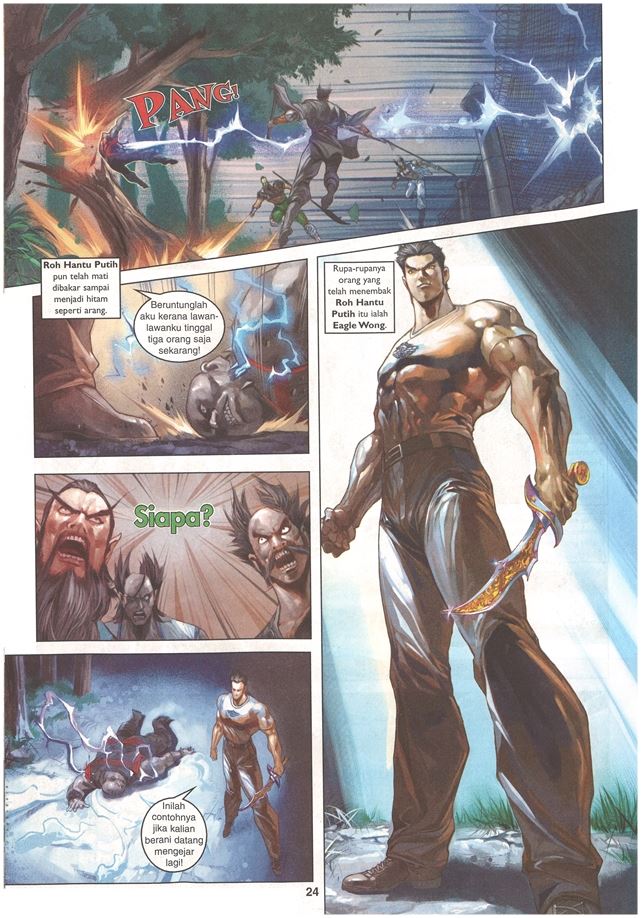 PANG!
Roh Hantu Putih
pun telah mati
dibakar sampai
menjadi hitam
seperti arang.
Beruntunglah
aku kerana lawan-
lawanku tinggal
tiga orang saja
sekarang!
Rupa-rupanya
orang yang
telah menembak
Roh Hantu
Putih itu ialah
Eagle Wong.
Siapa?
Inilah
contohnya
jika kalian
berani datang
mengejar
lagi!
24